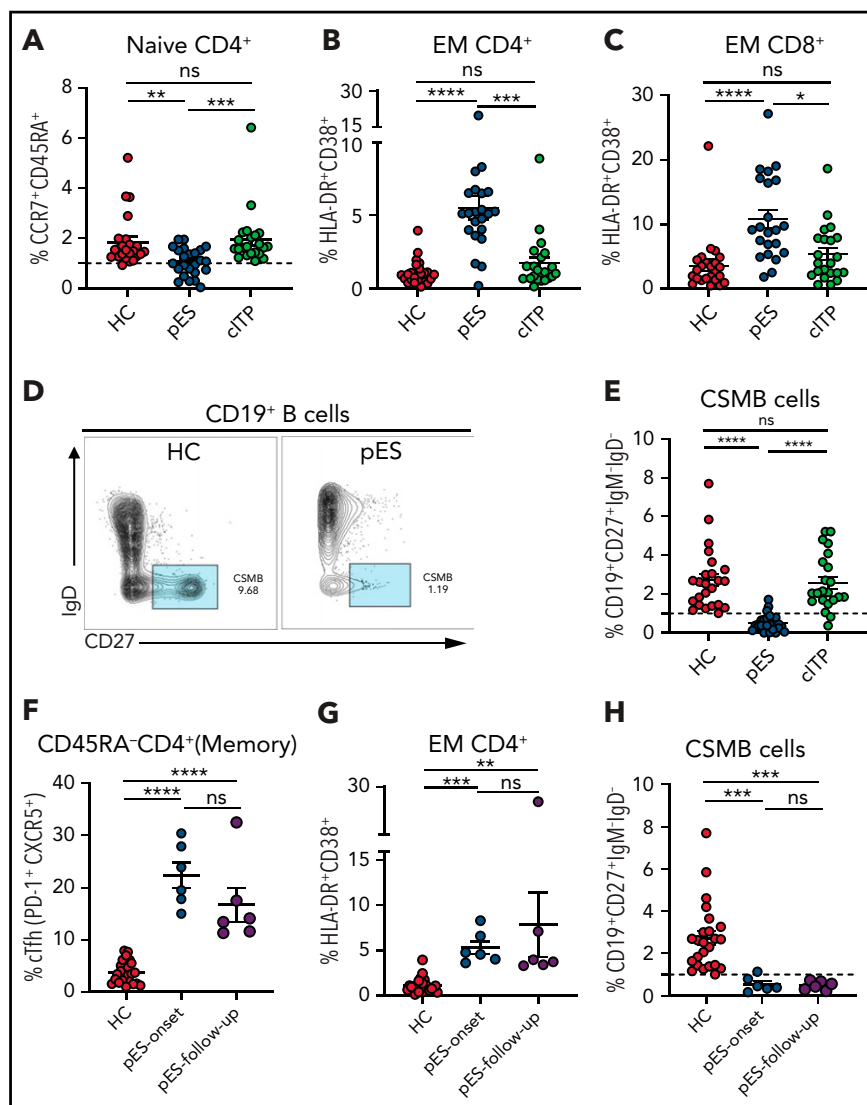 A
Naive CD4⁺
ns
**
***
% CCR7⁺CD45RA⁺
8
6
4
2
0
HC
pES
cITP
B
EM CD4⁺
ns
****
***
% HLA-DR⁺CD38⁺
30
15
10
5
0
HC
pES
cITP
C
EM CD8⁺
ns
****
*
% HLA-DR⁺CD38⁺
30
20
10
0
HC
pES
cITP
D
CD19⁺ B cells
HC
pES
CSMB
9.68
CSMB
1.19
IgD
CD27
E
CSMB cells
ns
****
****
% CD19⁺CD27⁺IgM⁻IgD⁻
10
8
6
4
2
0
HC
pES
cITP
F
CD45RA⁻CD4⁺(Memory)
****
****
ns
% cTfh (PD-1⁺ CXCR5⁺)
40
30
20
10
0
HC
pES-onset
pES-follow-up
G
EM CD4⁺
**
***
ns
% HLA-DR⁺CD38⁺
30
15
10
5
0
HC
pES-onset
pES-follow-up
H
CSMB cells
***
***
ns
% CD19⁺CD27⁺IgM⁻IgD⁻
10
8
6
4
2
0
HC
pES-onset
pES-follow-up